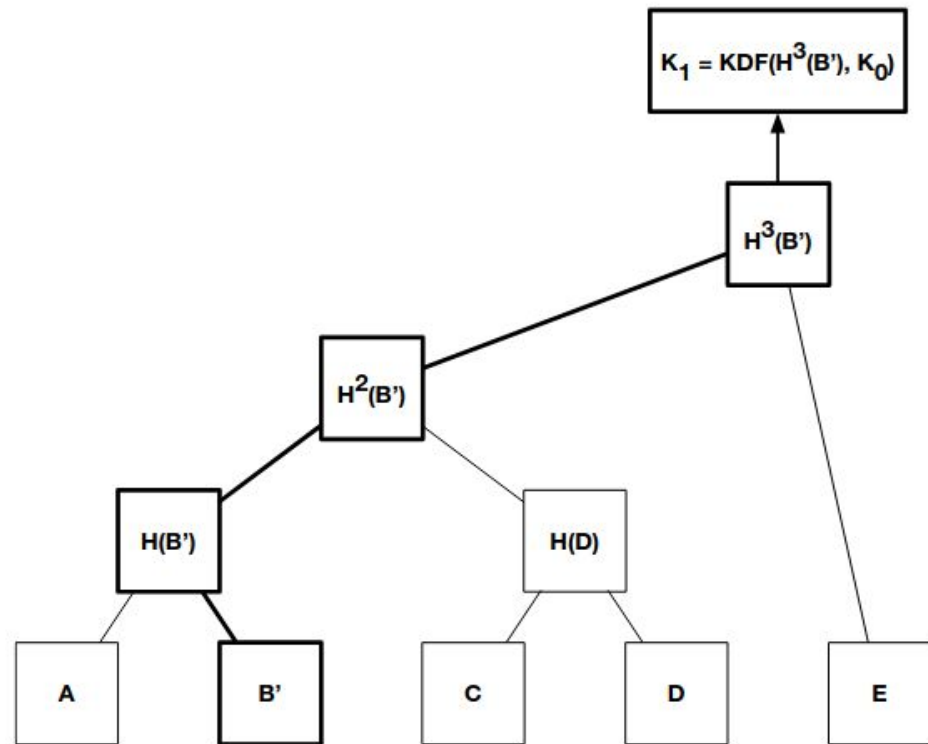 K₁ = KDF(H³(B’), K₀)
H³(B’)
H²(B’)
H(B’)
H(D)
A
B’
C
D
E